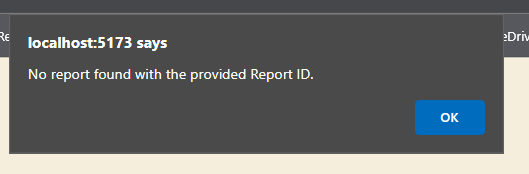 localhost:5173 says
No report found with the provided Report ID.
OK